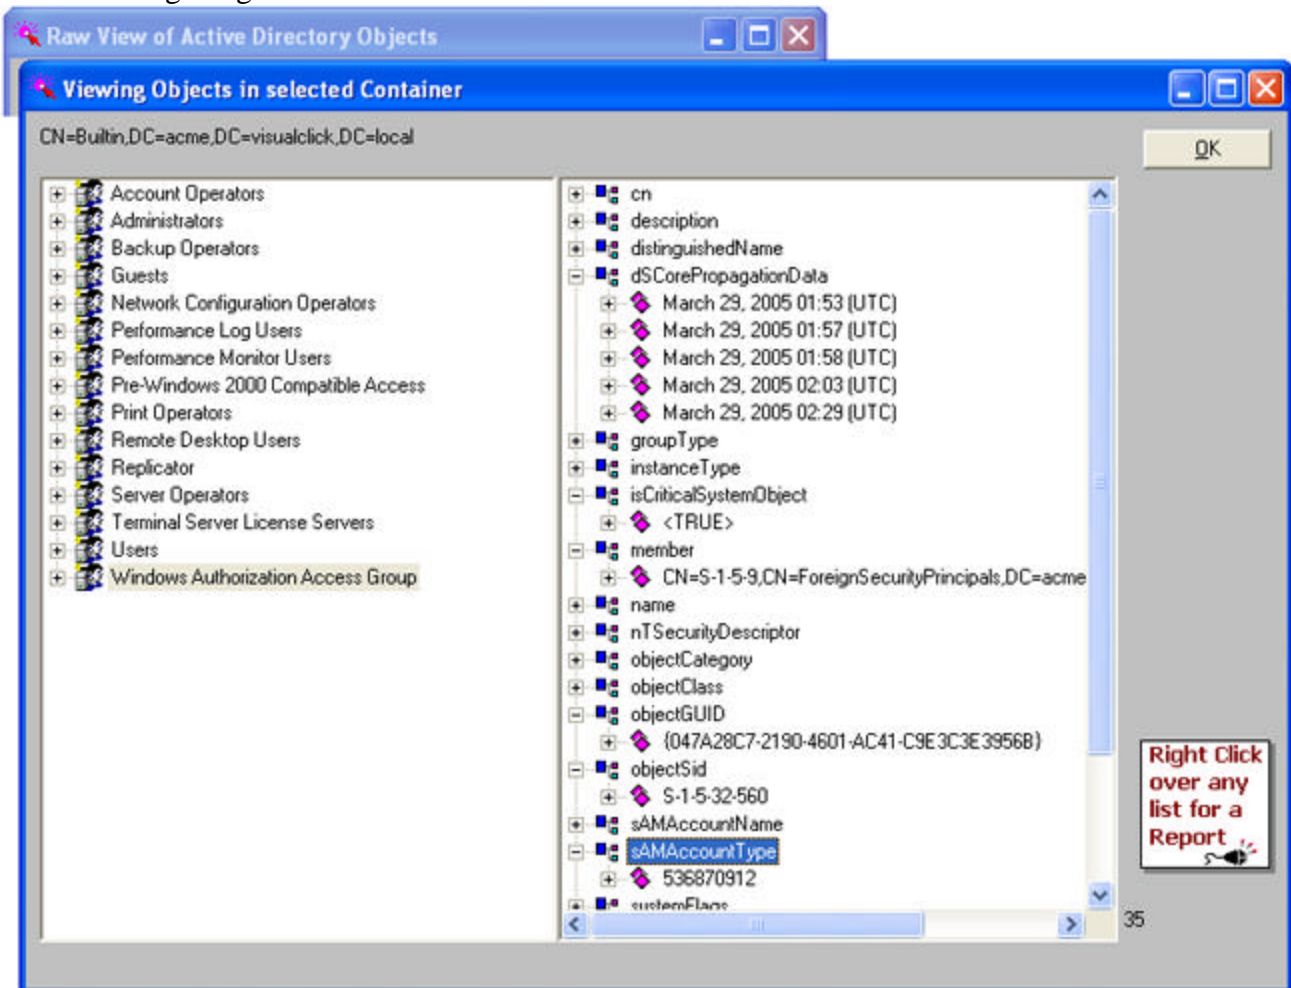 Raw View of Active Directory Objects
Viewing Objects in selected Container
CN=Builtin,DC=acme,DC=visualclick,DC=local
OK
Account Operators
Administrators
Backup Operators
Guests
Network Configuration Operators
Performance Log Users
Performance Monitor Users
Pre-Windows 2000 Compatible Access
Print Operators
Remote Desktop Users
Replicator
Server Operators
Terminal Server License Servers
Users
Windows Authorization Access Group
cn
description
distinguishedName
dSCorePropagationData
March 29, 2005 01:53 (UTC)
March 29, 2005 01:57 (UTC)
March 29, 2005 01:58 (UTC)
March 29, 2005 02:03 (UTC)
March 29, 2005 02:29 (UTC)
groupType
instanceType
isCriticalSystemObject
<TRUE>
member
CN=S-1-5-9,CN=ForeignSecurityPrincipals,DC=acme
name
nTSecurityDescriptor
objectCategory
objectClass
objectGUID
{047A28C7-2190-4601-AC41-C9E3C3E3956B}
objectSid
S-1-5-32-560
sAMAccountName
sAMAccountType
536870912
systemFlags
Right Click
over any
list for a
Report
35